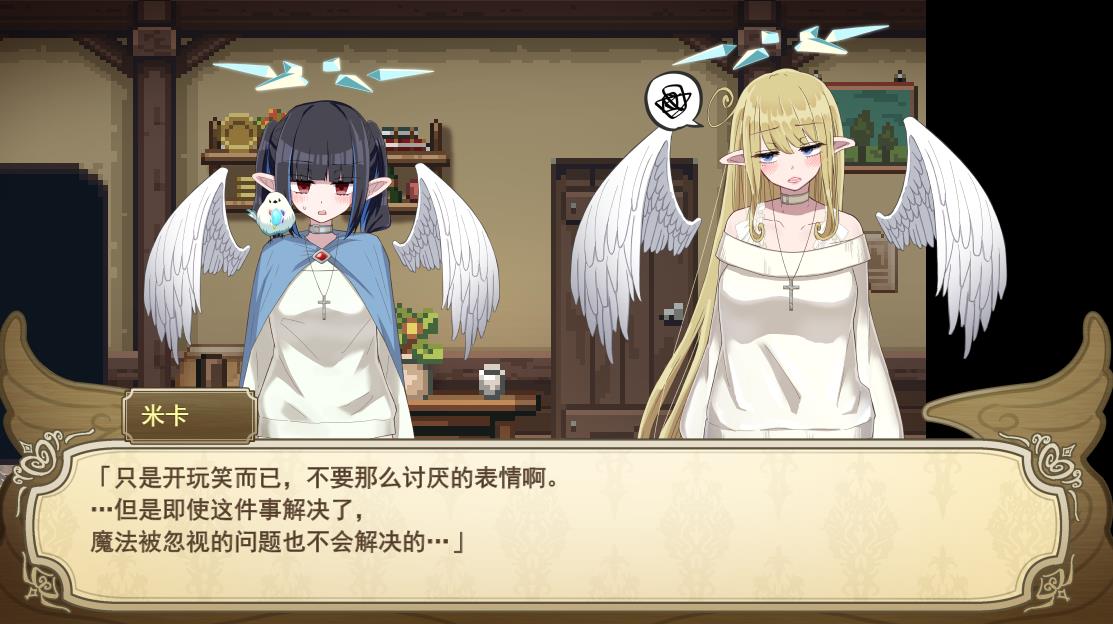 米卡
「只是开玩笑而已，不要那么讨厌的表情啊。
…但是即使这件事解决了，
魔法被忽视的问题也不会解决的…」